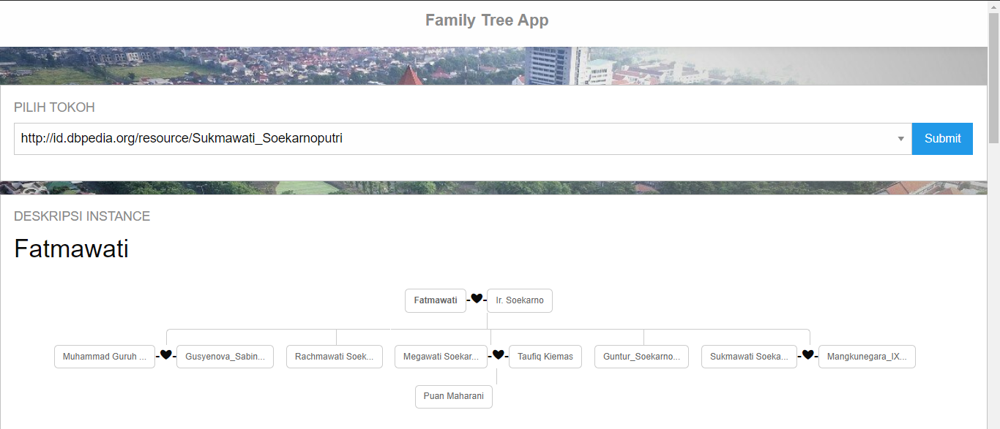 Family Tree App
PILIH TOKOH
http://id.dbpedia.org/resource/Sukmawati_Soekarnoputri
Submit
DESKRIPSI INSTANCE
Fatmawati
Fatmawati
Ir. Soekarno
Muhammad Guruh ...
Gusyenova_Sabin...
Rachmawati Soek...
Megawati Soekar...
Taufiq Kiemas
Guntur_Soekarno...
Sukmawati Soeka...
Mangkunegara_IX...
Puan Maharani